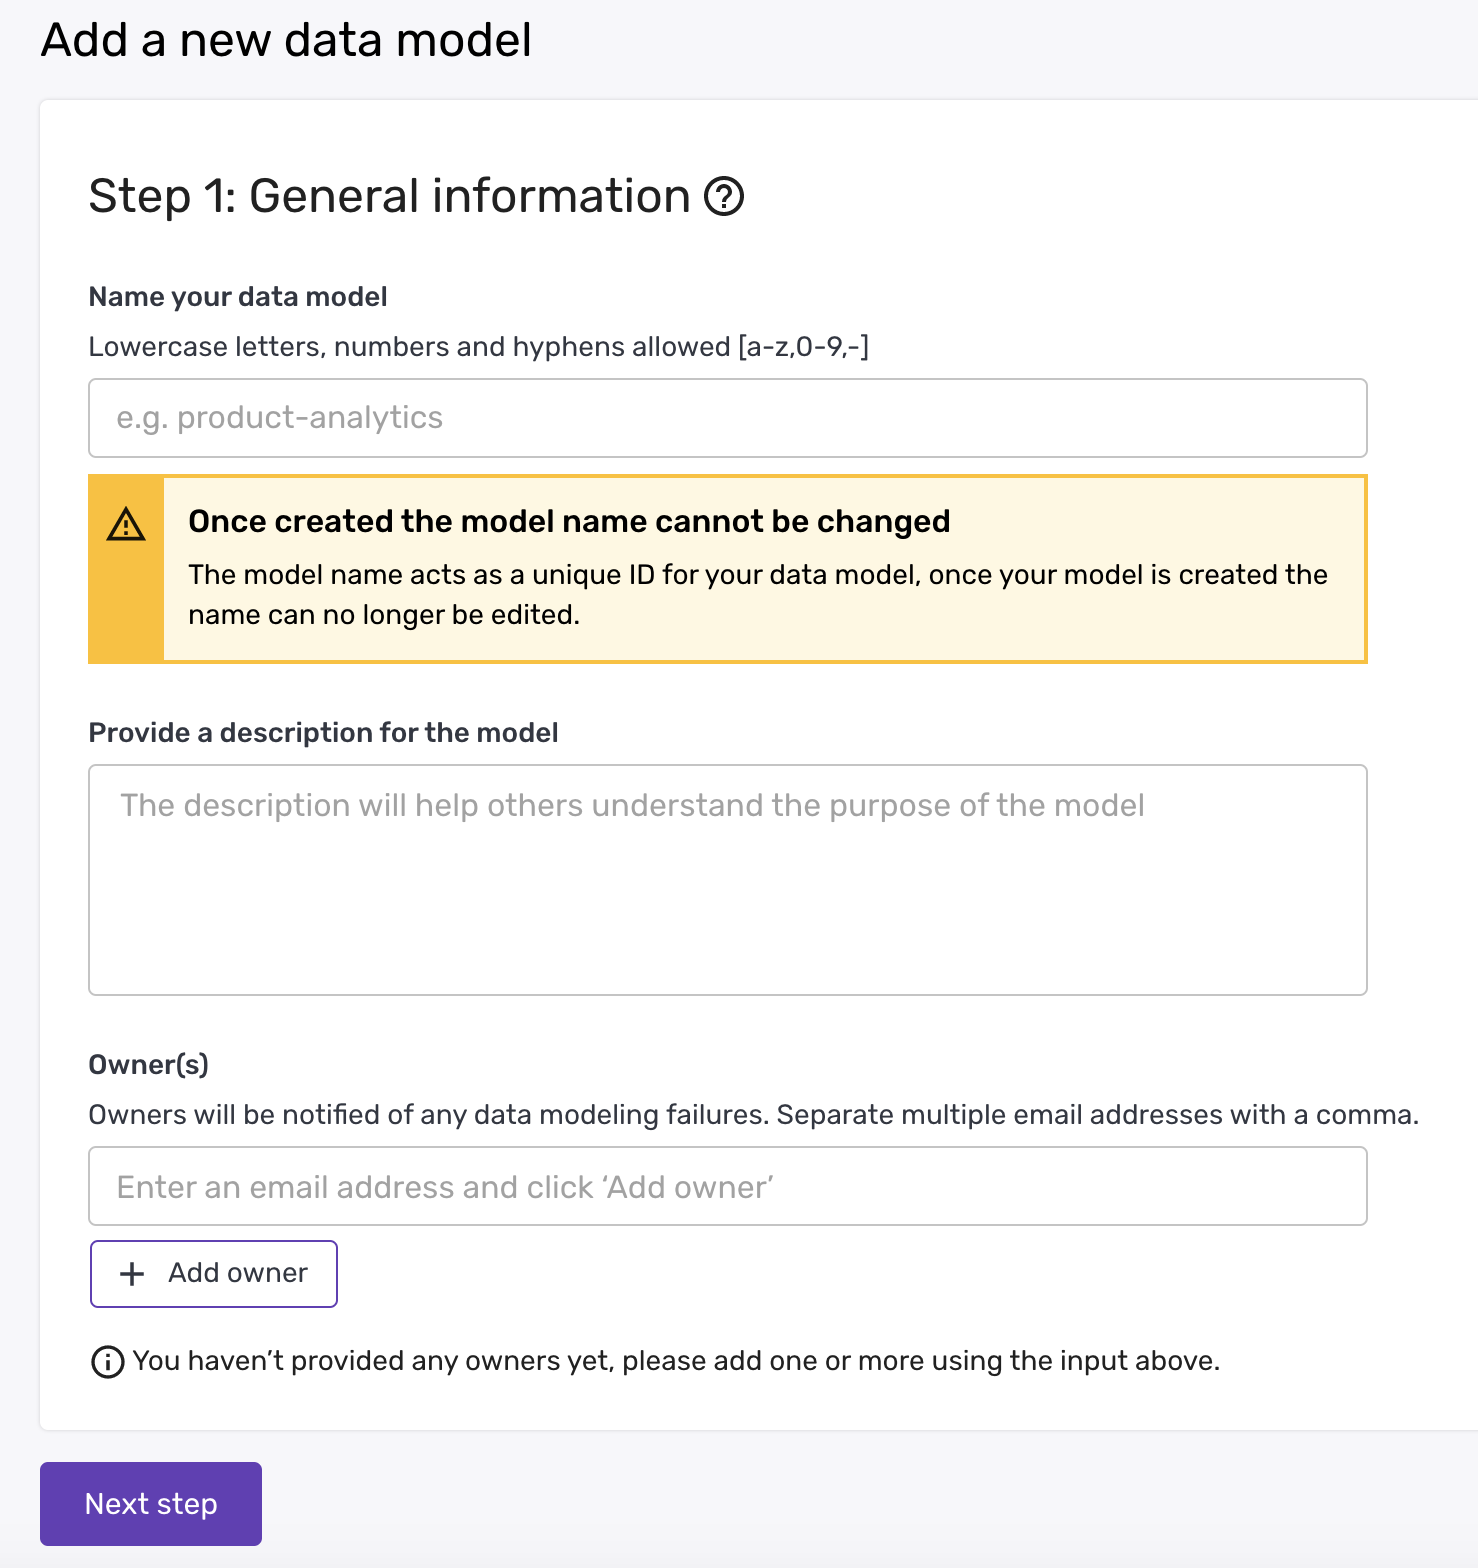 Add a new data model
Step 1: General information
Name your data model
Lowercase letters, numbers and hyphens allowed [a-z,0-9,-]
e.g. product-analytics
Once created the model name cannot be changed
The model name acts as a unique ID for your data model, once your model is created the
name can no longer be edited.
Provide a description for the model
The description will help others understand the purpose of the model
Owner(s)
Owners will be notified of any data modeling failures. Separate multiple email addresses with a comma.
Enter an email address and click ‘Add owner’
+ Add owner
You haven’t provided any owners yet, please add one or more using the input above.
Next step